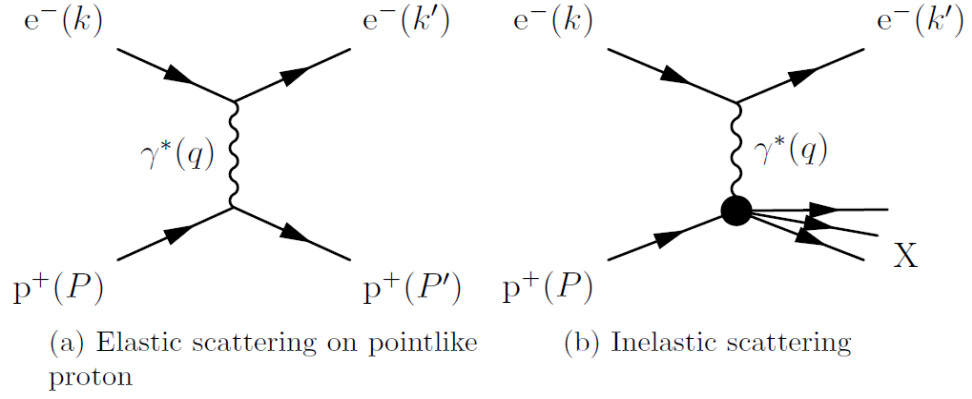 e⁻(k) e⁻(k′) e⁻(k) e⁻(k′)
γ*(q) γ*(q)
p⁺(P) p⁺(P′) p⁺(P) X
(a) Elastic scattering on pointlike
proton
(b) Inelastic scattering